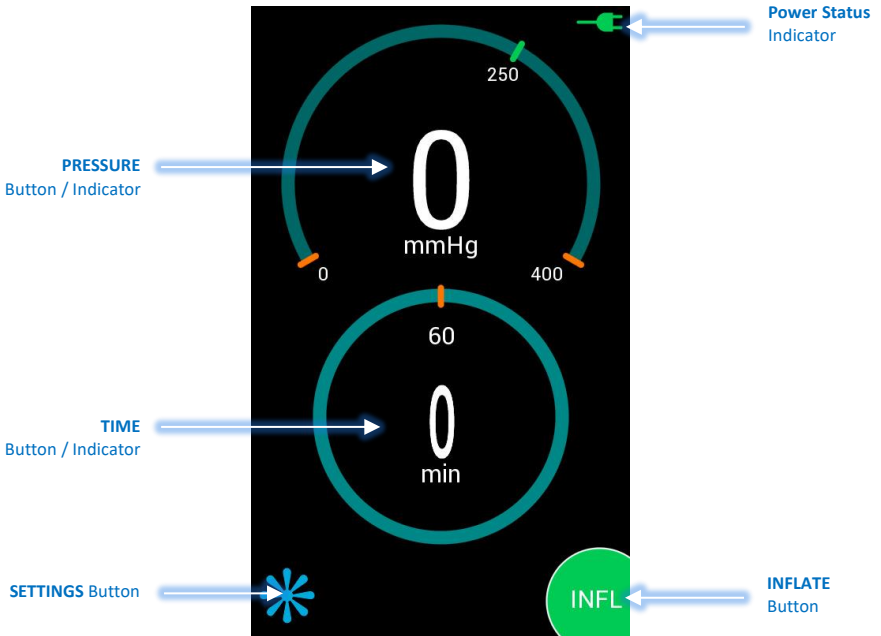 Power Status
Indicator
250
PRESSURE
Button / Indicator
0
mmHg
0
400
60
TIME
Button / Indicator
0
min
SETTINGS Button
INFL
INFLATE
Button